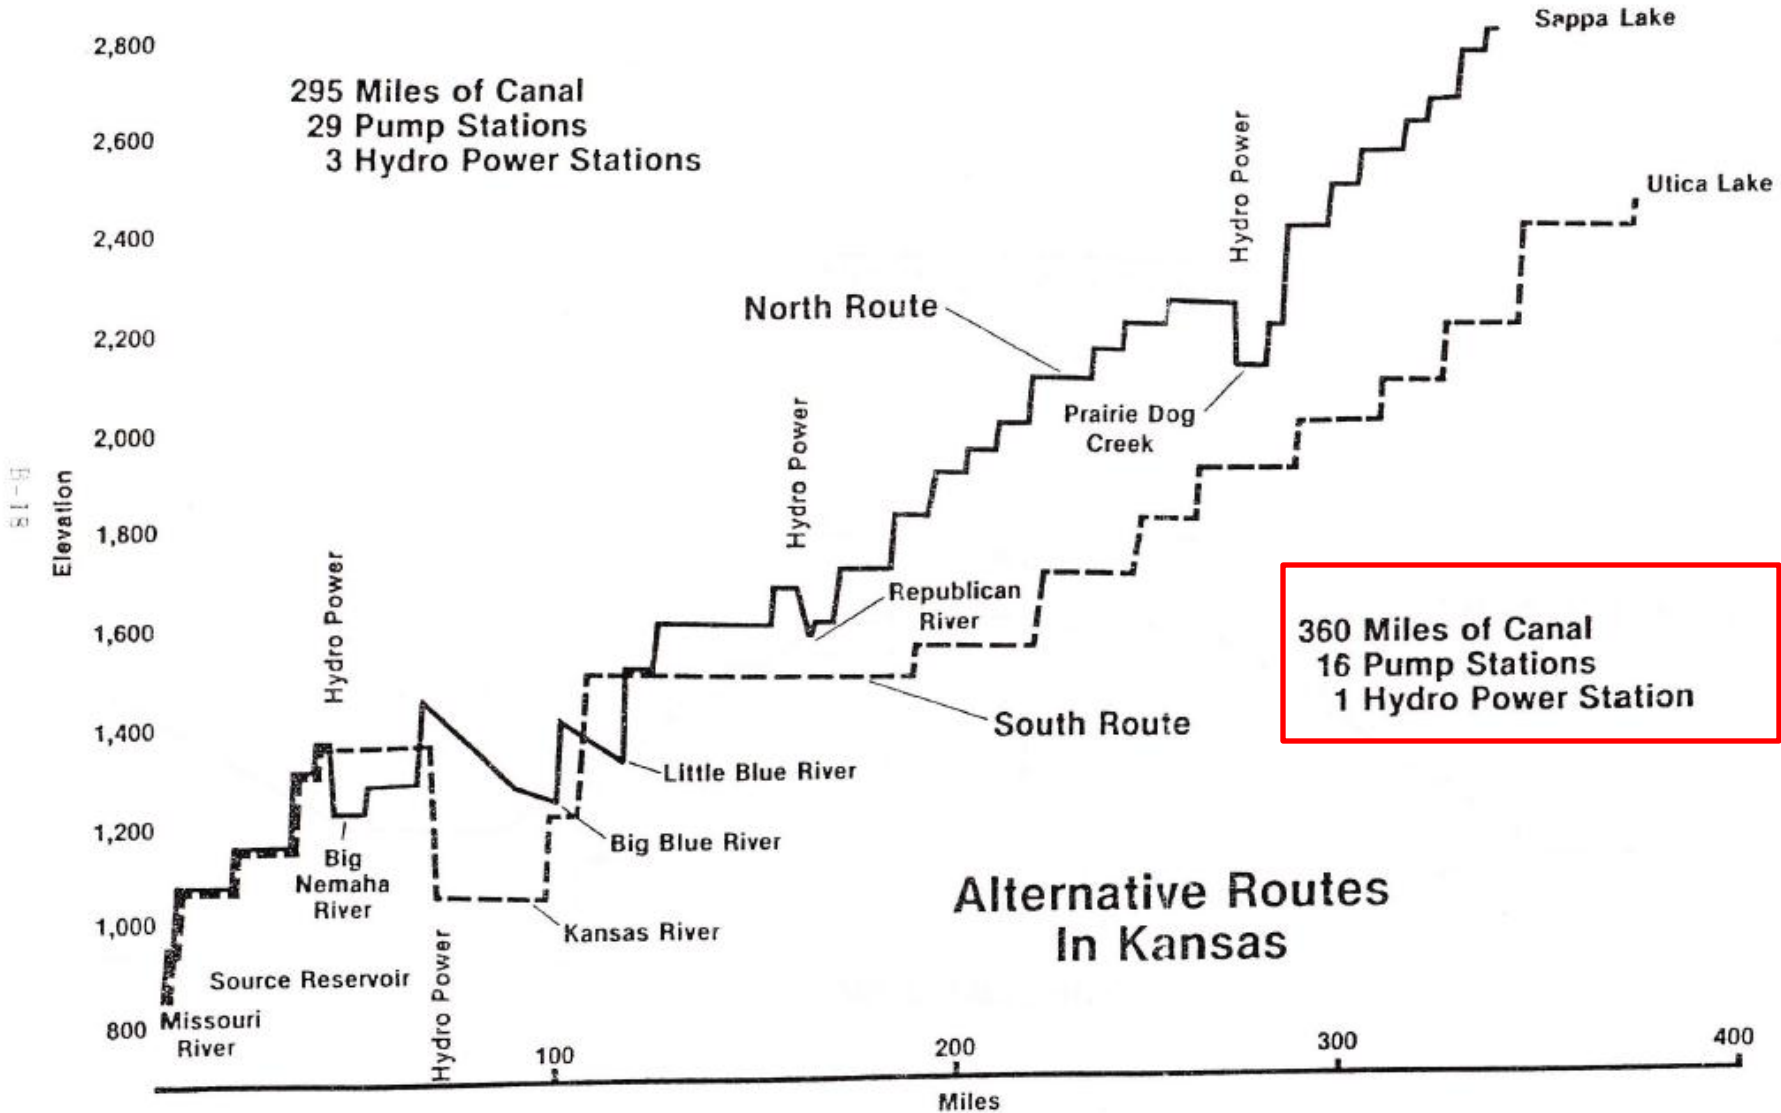 Sappa Lake
2,800
295 Miles of Canal
29 Pump Stations
3 Hydro Power Stations
2,600
Hydro Power
Utica Lake
2,400
North Route
2,200
Prairie Dog
Creek
2,000
Hydro Power
B-18
Elevation
1,800
Hydro Power
Republican
River
1,600
360 Miles of Canal
16 Pump Stations
1 Hydro Power Station
South Route
1,400
Little Blue River
1,200
Big Blue River
Big
Nemaha
River
Alternative Routes
In Kansas
1,000
Kansas River
Source Reservoir
Hydro Power
800
Missouri
River
100
200
300
400
Miles